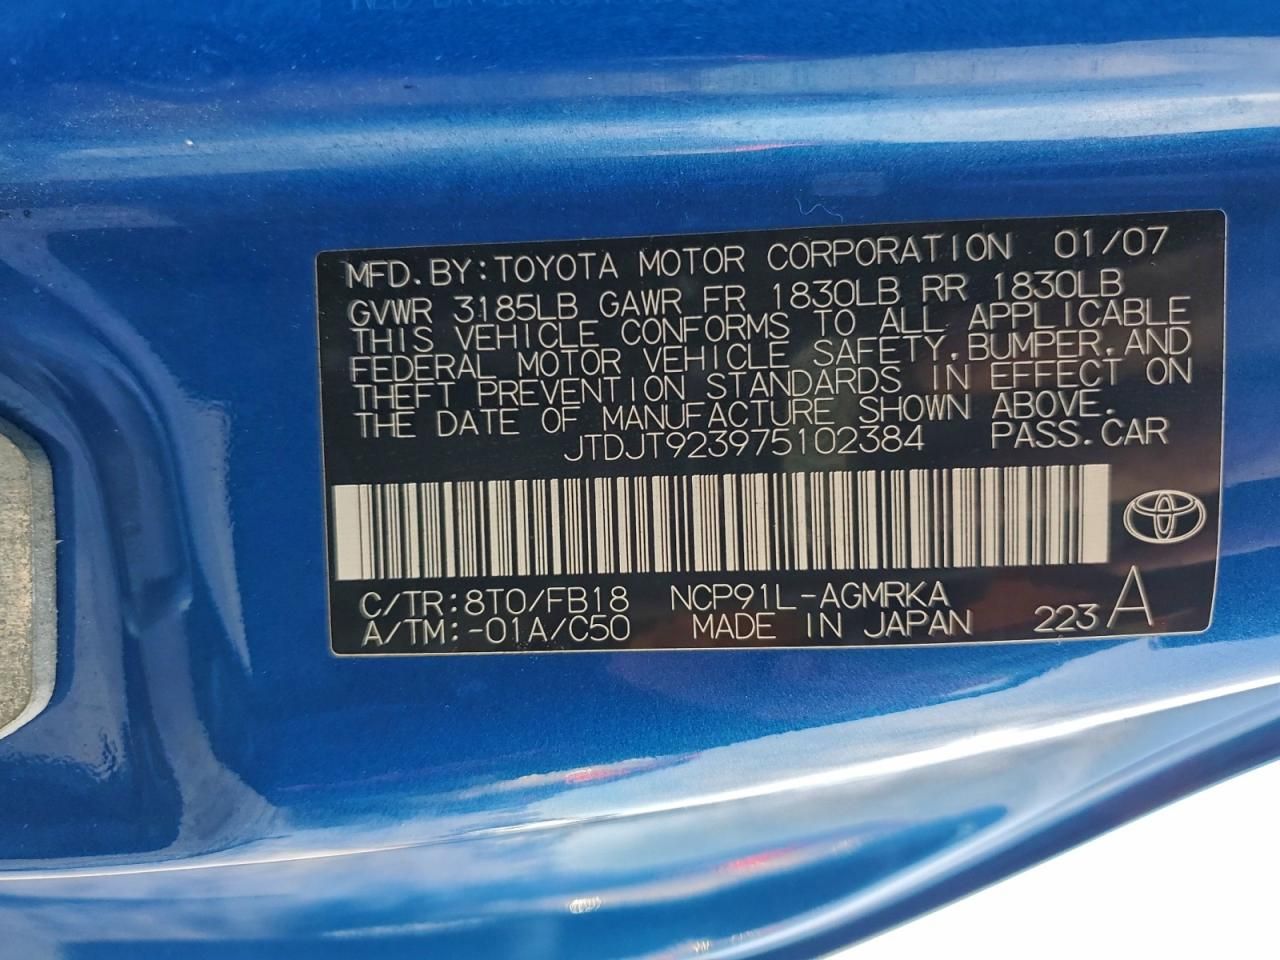 MFD. BY: TOYOTA MOTOR CORPORATION 01/07
GVWR 3185LB GAWR FR 1830LB RR 1830LB
THIS VEHICLE CONFORMS TO ALL APPLICABLE
FEDERAL MOTOR VEHICLE SAFETY, BUMPER, AND
THEFT PREVENTION STANDARDS IN EFFECT ON
THE DATE OF MANUFACTURE SHOWN ABOVE.
JTDJT923975102384 PASS. CAR
C/TR: 8T0/FB18 NCP91L-AGMRKA
A/TM: -01A/C50 MADE IN JAPAN 223 A